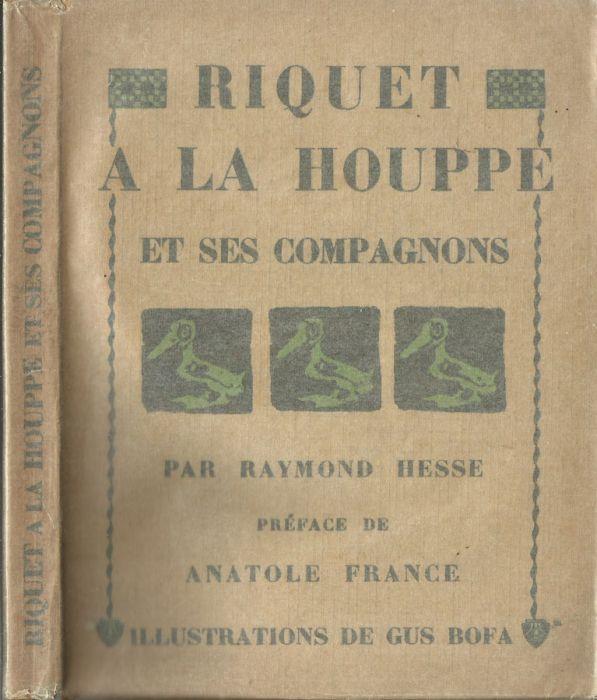 RIQUET A LA HOUPPE ET SES COMPAGNONS
RIQUET
A LA HOUPPE
ET SES COMPAGNONS
PAR RAYMOND HESSE
PRÉFACE DE
ANATOLE FRANCE
ILLUSTRATIONS DE GUS BOFA